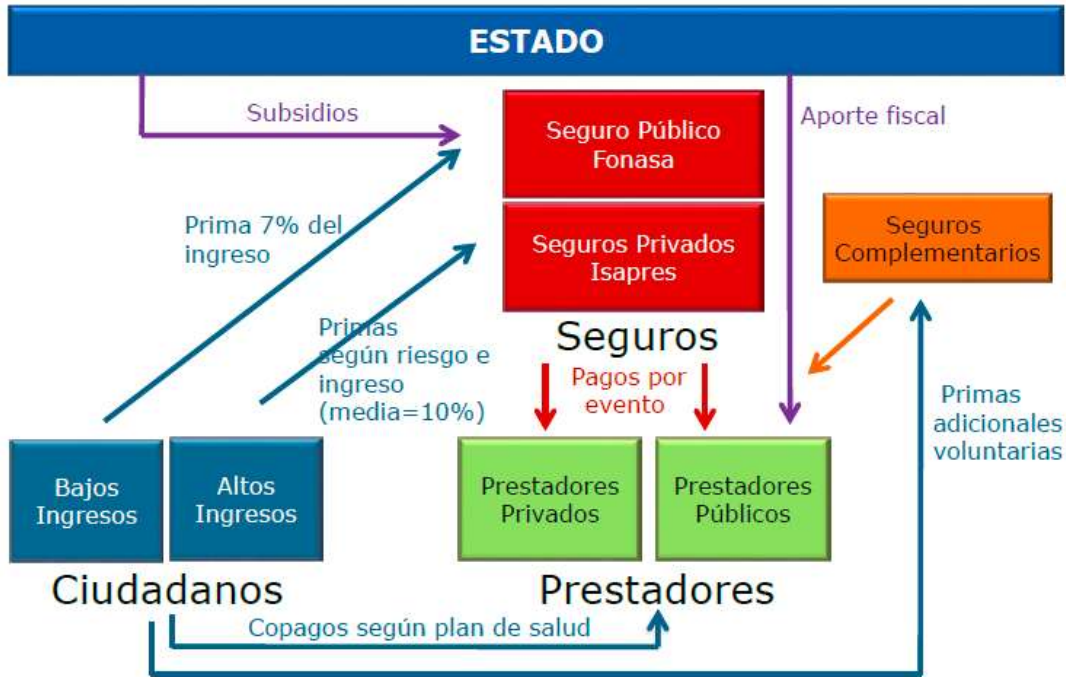 ESTADO
Subsidios
Aporte fiscal
Seguro Público
Fonasa
Prima 7% del
ingreso
Seguros Privados
Isapres
Seguros
Complementarios
Primas
según riesgo e
ingreso
(media=10%)
Seguros
Pagos por
evento
Primas
adicionales
voluntarias
Bajos
Ingresos
Altos
Ingresos
Prestadores
Privados
Prestadores
Públicos
Ciudadanos
Prestadores
Copagos según plan de salud